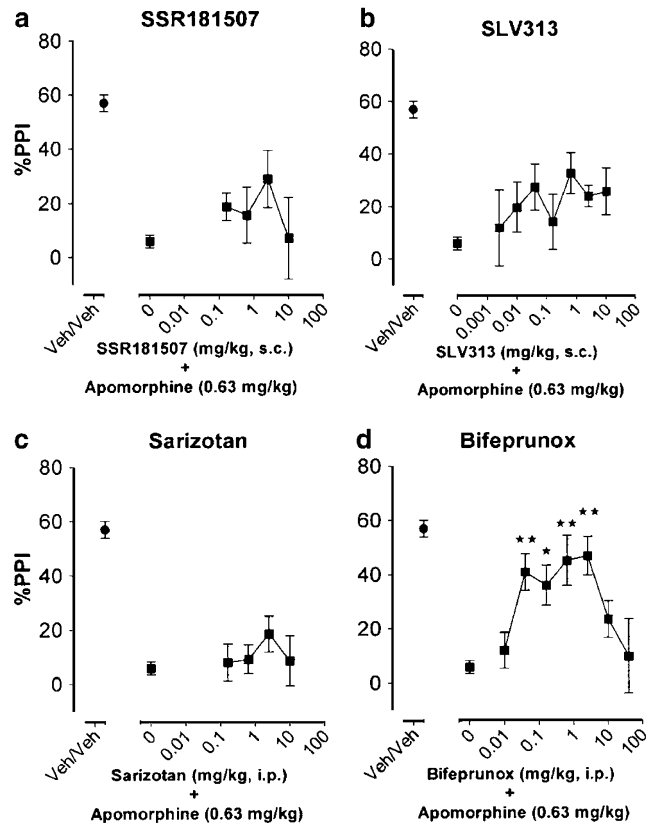 a
SSR181507
%PPI
80
60
40
20
0
Veh/Veh
0
0.01
0.1
1
10
100
SSR181507 (mg/kg, s.c.)
+
Apomorphine (0.63 mg/kg)
b
SLV313
80
60
40
20
0
Veh/Veh
0
0.001
0.01
0.1
1
10
100
SLV313 (mg/kg, s.c.)
+
Apomorphine (0.63 mg/kg)
c
Sarizotan
%PPI
80
60
40
20
0
Veh/Veh
0
0.01
0.1
1
10
100
Sarizotan (mg/kg, i.p.)
+
Apomorphine (0.63 mg/kg)
d
Bifeprunox
80
60
40
20
0
★★
★
★★
★★
Veh/Veh
0
0.01
0.1
1
10
100
Bifeprunox (mg/kg, i.p.)
+
Apomorphine (0.63 mg/kg)